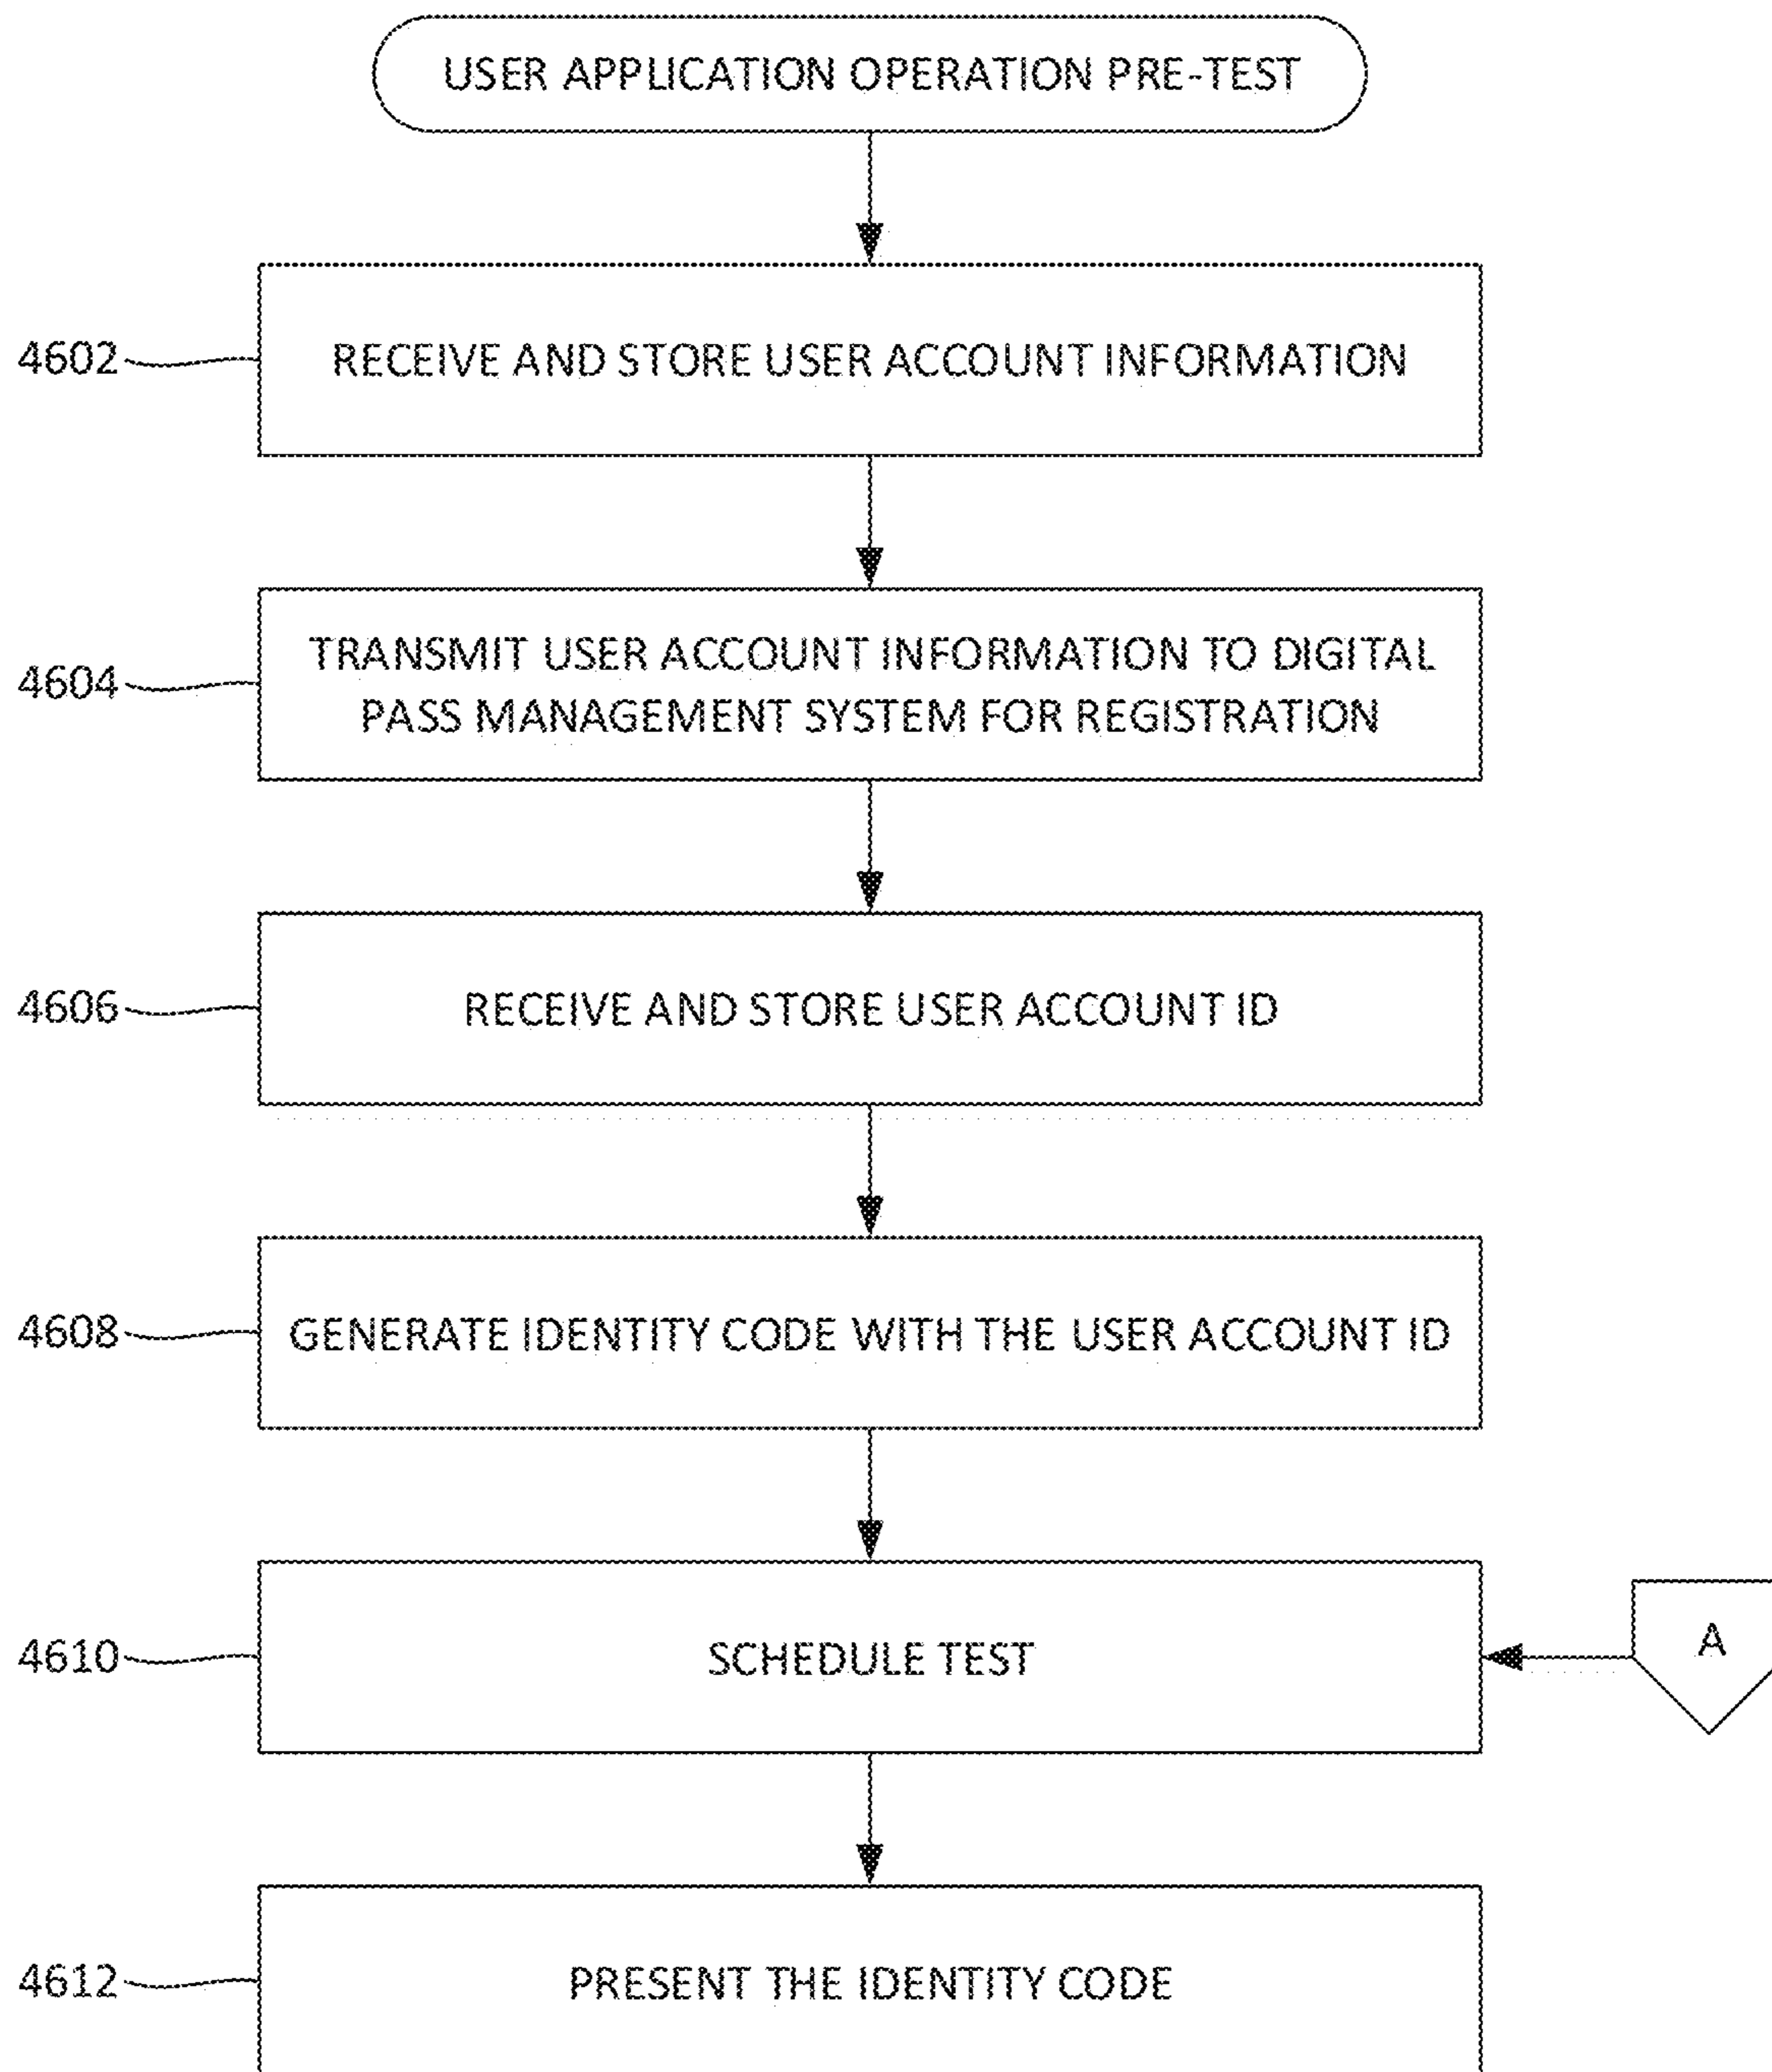 USER APPLICATION OPERATION PRE-TEST
4602
RECEIVE AND STORE USER ACCOUNT INFORMATION
4604
TRANSMIT USER ACCOUNT INFORMATION TO DIGITAL
PASS MANAGEMENT SYSTEM FOR REGISTRATION
4606
RECEIVE AND STORE USER ACCOUNT ID
4608
GENERATE IDENTITY CODE WITH THE USER ACCOUNT ID
4610
SCHEDULE TEST
A
4612
PRESENT THE IDENTITY CODE